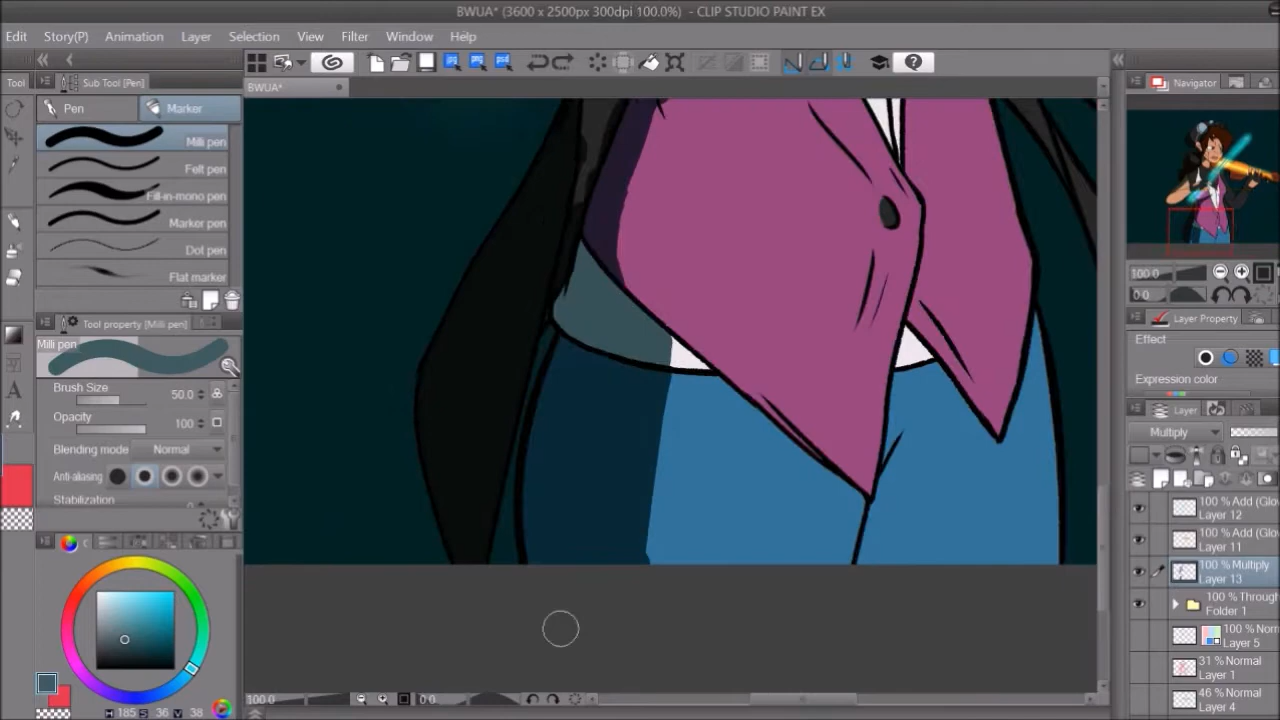 BWUA* (3600 x 2500px 300dpi 100.0%) - CLIP STUDIO PAINT EX
Edit Story(P) Animation Layer Selection View Filter Window Help
Tool Sub Tool [Pen] BWUA* Navigator
Pen Marker
Milli pen
Felt pen
Fill-in-mono pen
Marker pen
Dot pen
Flat marker
Tool property [Milli pen]
Milli pen
Brush Size 50.0
Opacity 100
Blending mode Normal
Anti-aliasing
Stabilization
H 185 S 36 V 38
100.0 0.0
100.0
0.0
Layer Property
Effect
Expression color
Layer
Multiply
100 % Add (Glo
Layer 12
100 % Add (Glo
Layer 11
100 % Multiply
Layer 13
100 % Through
Folder 1
100 % Norm
Layer 5
31 % Normal
Layer 1
46 % Normal
Layer 4